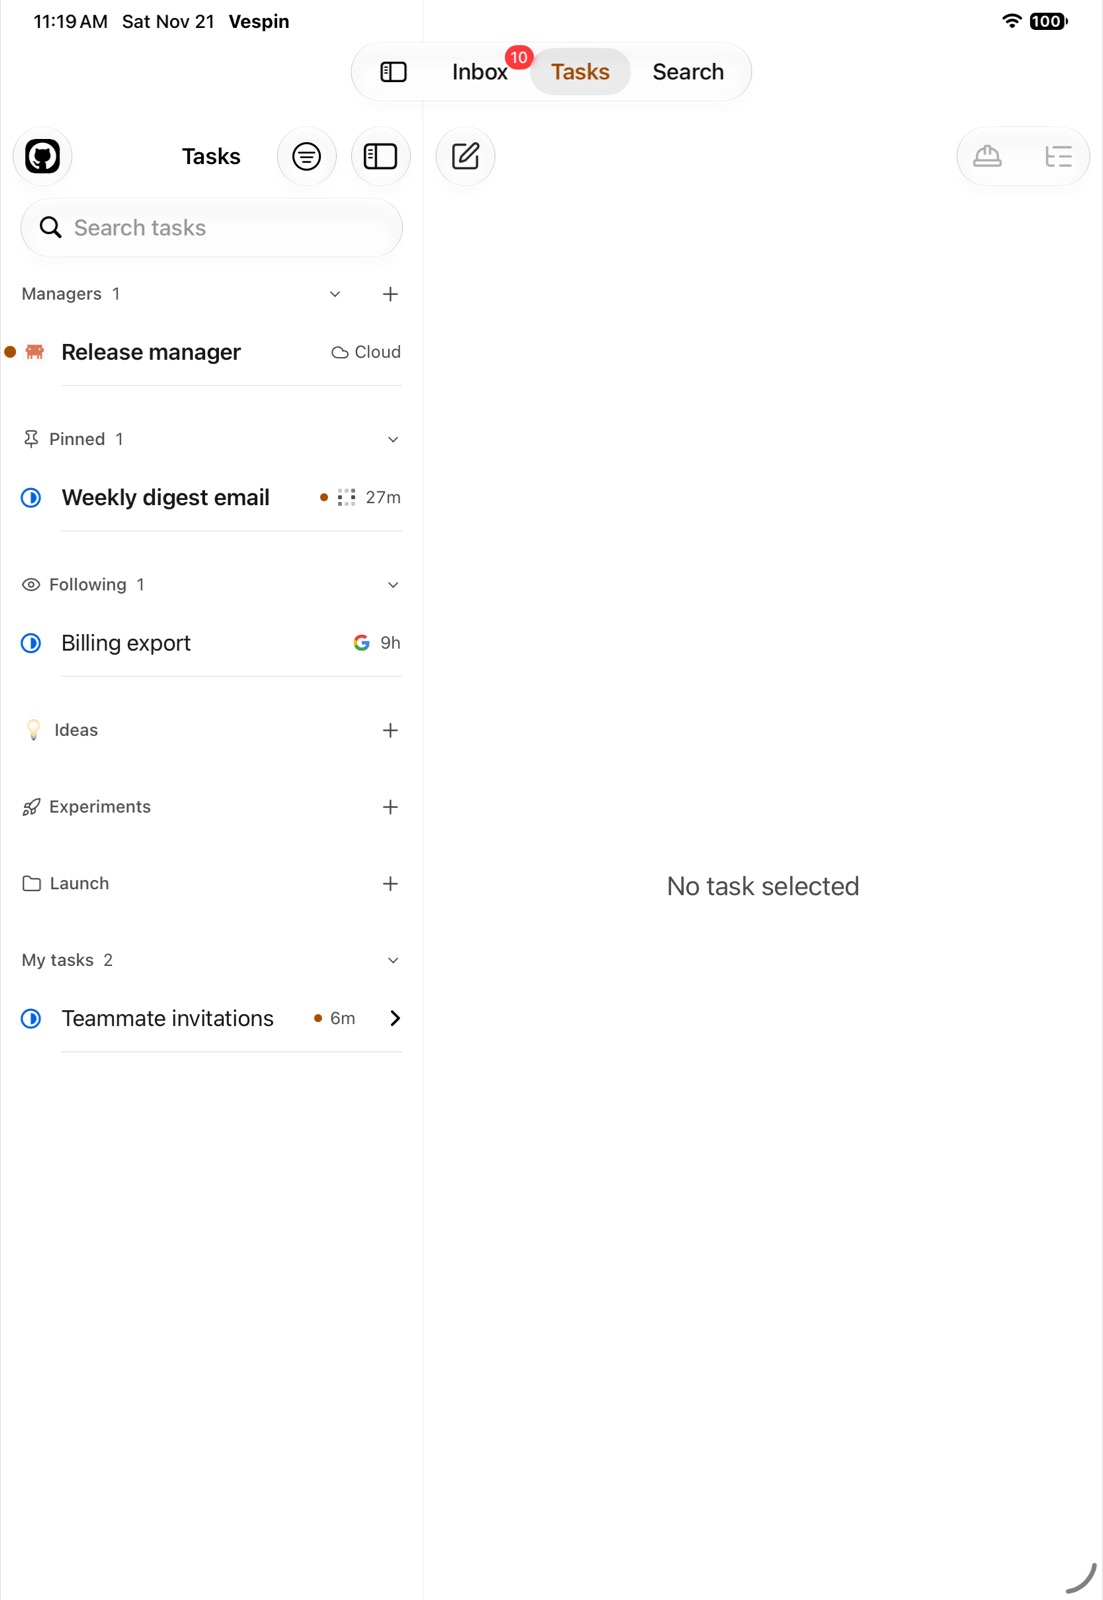 11:19 AM Sat Nov 21 Vespin
100
Inbox 10 Tasks Search
Tasks
Search tasks
Managers 1
Release manager Cloud
Pinned 1
Weekly digest email 27m
Following 1
Billing export 9h
Ideas
Experiments
Launch
No task selected
My tasks 2
Teammate invitations 6m